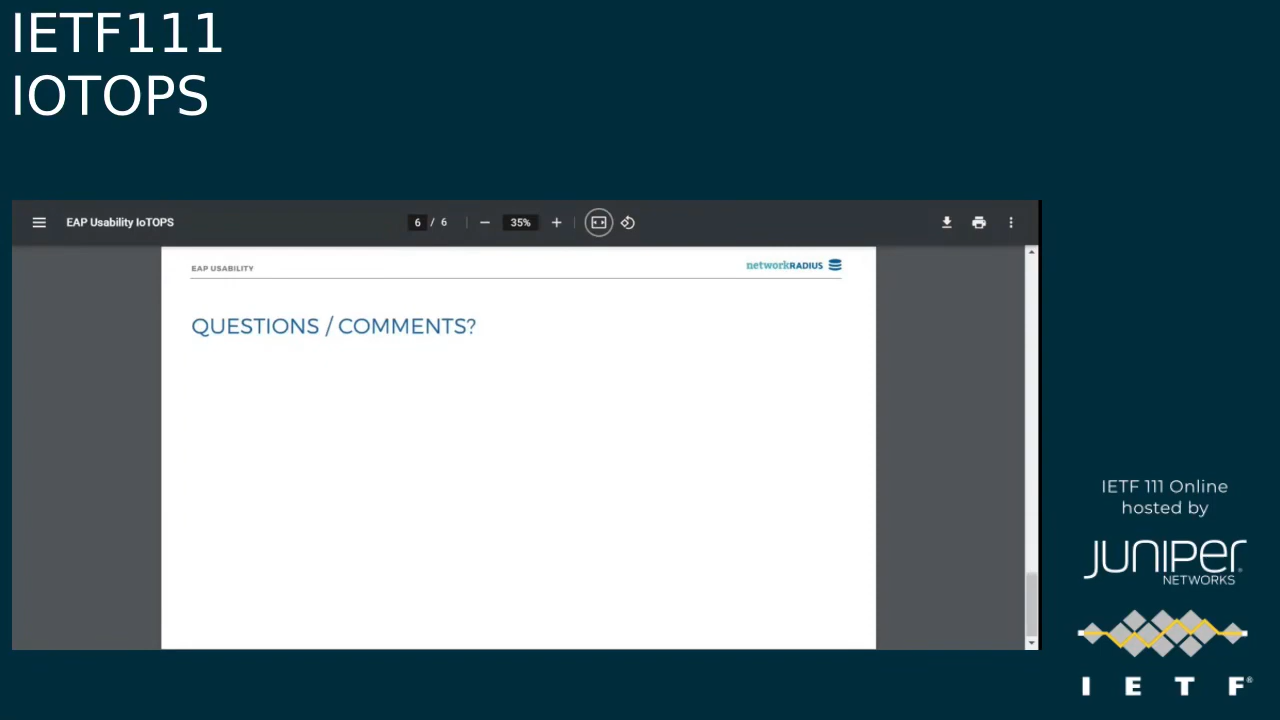 IETF111
IOTOPS
EAP Usability IoTOPS
6 / 6
35%
EAP USABILITY
networkRADIUS
QUESTIONS / COMMENTS?
IETF 111 Online
hosted by
JUNIPer
NETWORKS
I E T F®